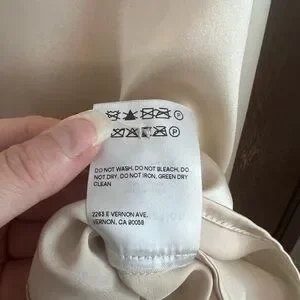 P
P
DO NOT WASH, DO NOT BLEACH, DO
NOT DRY, DO NOT IRON, GREEN DRY
CLEAN
2263 E VERNON AVE,
VERNON, CA 90058